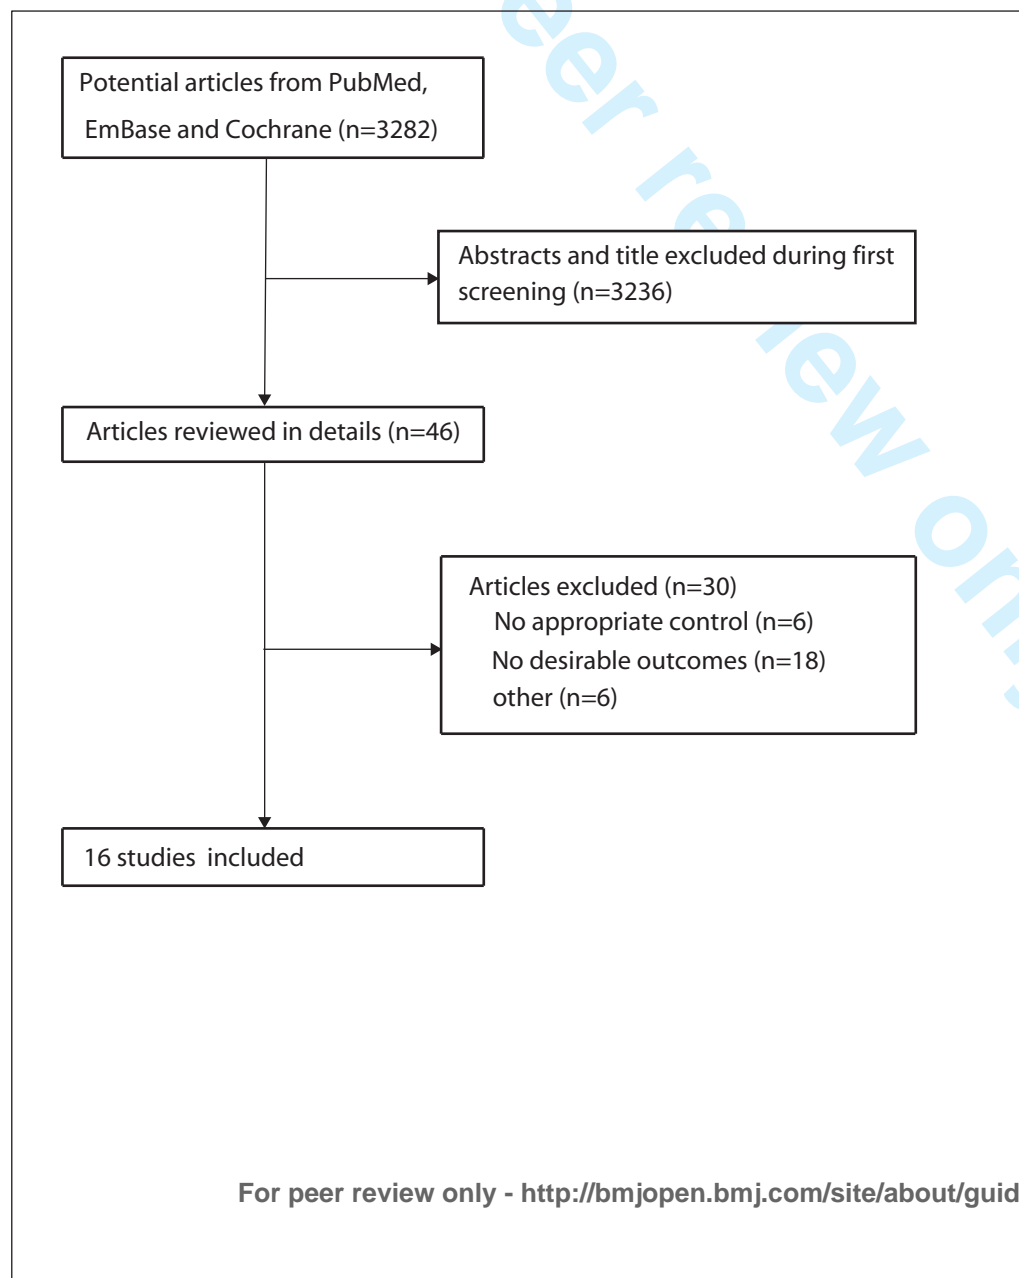 Potential articles from PubMed,
EmBase and Cochrane (n=3282)
Abstracts and title excluded during first
screening (n=3236)
Articles reviewed in details (n=46)
Articles excluded (n=30)
No appropriate control (n=6)
No desirable outcomes (n=18)
other (n=6)
16 studies included
For peer review only - http://bmjopen.bmj.com/site/about/guid